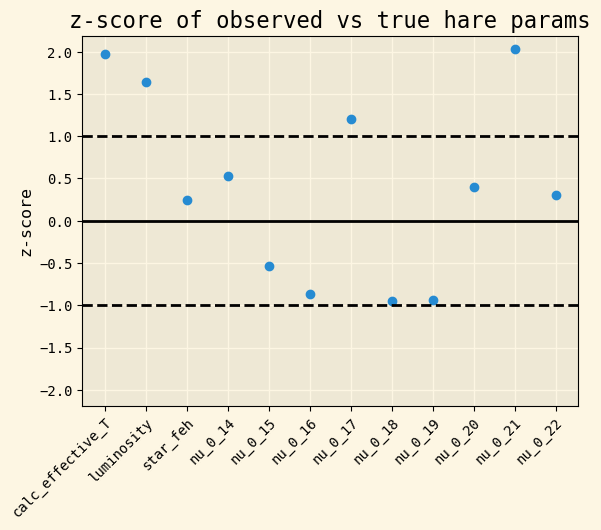 z-score of observed vs true hare params
z-score
2.0
1.5
1.0
0.5
0.0
−0.5
−1.0
−1.5
−2.0
calc_effective_T
luminosity
star_feh
nu_0_14
nu_0_15
nu_0_16
nu_0_17
nu_0_18
nu_0_19
nu_0_20
nu_0_21
nu_0_22